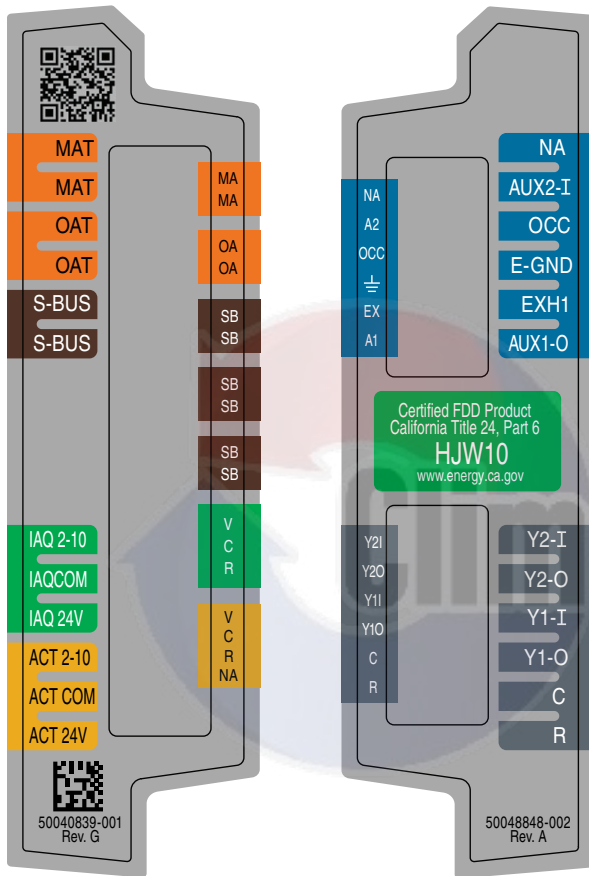 MAT
MAT
OAT
OAT
S-BUS
S-BUS
IAQ 2-10
IAQCOM
IAQ 24V
ACT 2-10
ACT COM
ACT 24V
MA
MA
OA
OA
SB
SB
SB
SB
SB
SB
V
C
R
V
C
R
NA
50040839-001
Rev. G
NA
A2
OCC
EX
A1
NA
AUX2-I
OCC
E-GND
EXH1
AUX1-O
Certified FDD Product
California Title 24, Part 6
HJW10
www.energy.ca.gov
Clim
Y2I
Y2O
Y1I
Y1O
C
R
Y2-I
Y2-O
Y1-I
Y1-O
C
R
50048848-002
Rev. A